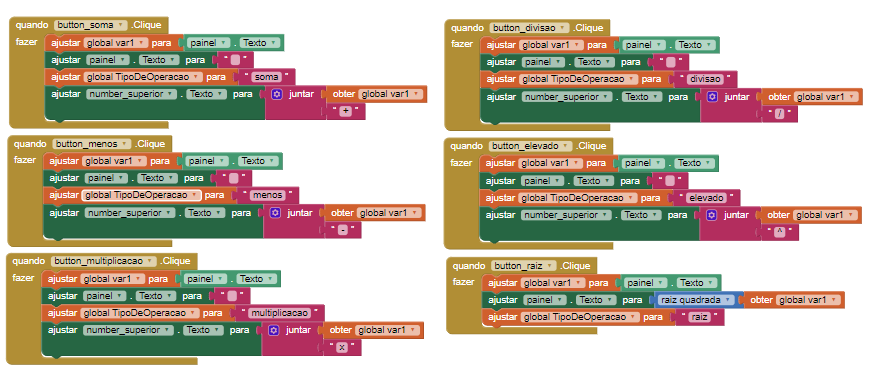 quando button_soma .Clique
fazer ajustar global var1 para painel . Texto
ajustar painel . Texto para " "
ajustar global TipoDeOperacao para " soma "
ajustar number_superior . Texto para juntar obter global var1
" + "
quando button_menos .Clique
fazer ajustar global var1 para painel . Texto
ajustar painel . Texto para " "
ajustar global TipoDeOperacao para " menos "
ajustar number_superior . Texto para juntar obter global var1
" - "
quando button_multiplicacao .Clique
fazer ajustar global var1 para painel . Texto
ajustar painel . Texto para " "
ajustar global TipoDeOperacao para " multiplicacao "
ajustar number_superior . Texto para juntar obter global var1
" x "
quando button_divisao .Clique
fazer ajustar global var1 para painel . Texto
ajustar painel . Texto para " "
ajustar global TipoDeOperacao para " divisao "
ajustar number_superior . Texto para juntar obter global var1
" / "
quando button_elevado .Clique
fazer ajustar global var1 para painel . Texto
ajustar painel . Texto para " "
ajustar global TipoDeOperacao para " elevado "
ajustar number_superior . Texto para juntar obter global var1
" ^ "
quando button_raiz .Clique
fazer ajustar global var1 para painel . Texto
ajustar painel . Texto para raiz quadrada obter global var1
ajustar global TipoDeOperacao para " raiz "